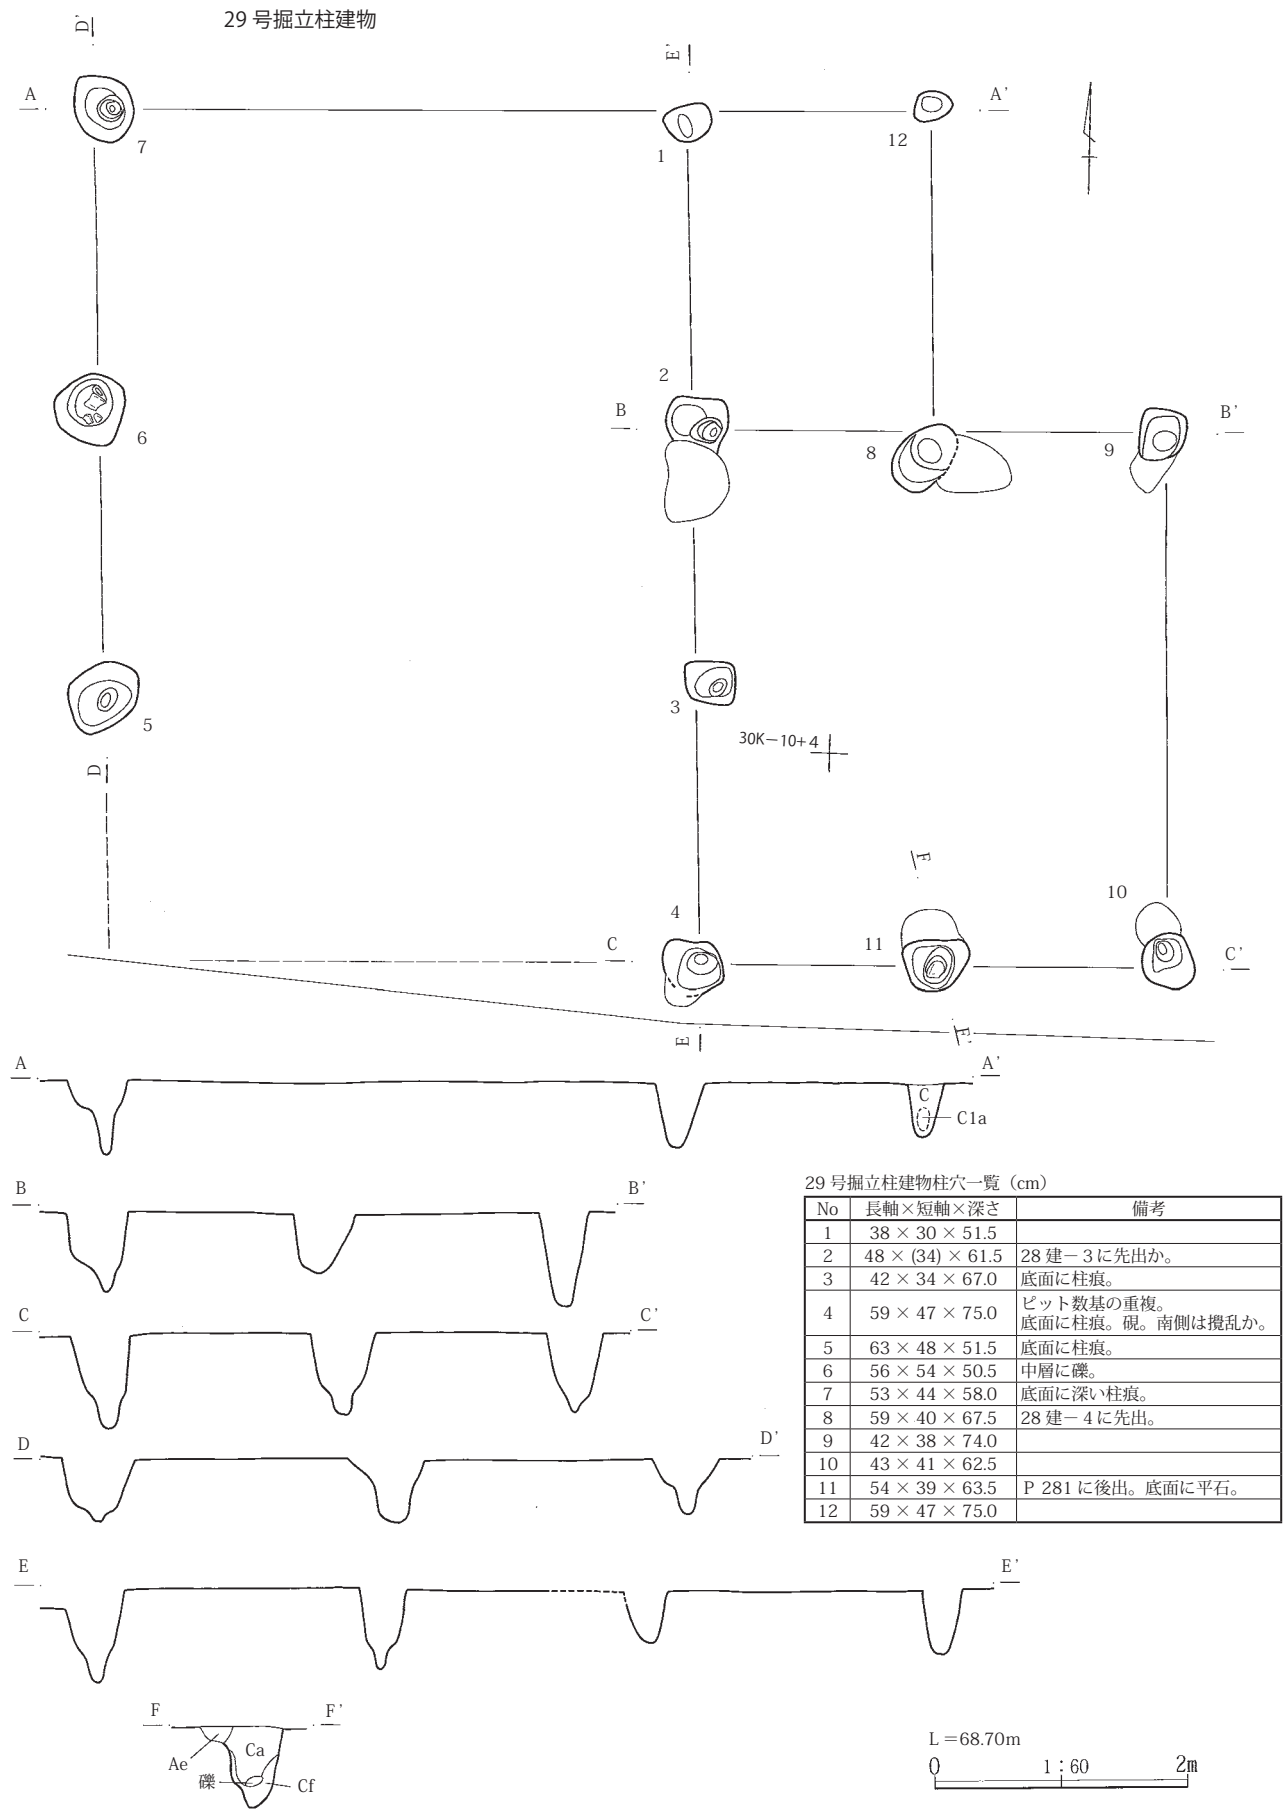 29 号掘立柱建物
D'
E'
A
A'
7
1
12
2
B
B'
6
8
9
5
3
30K−10+4
D
F
4
11
10
C
C'
E
F'
A
A'
C
C1a
B
B'
C
C'
D
D'
E
E'
F
F'
Ae
Ca
礫
Cf
29 号掘立柱建物柱穴一覧（cm）
No 長軸×短軸×深さ 備考
1 38 × 30 × 51.5
2 48 × (34) × 61.5 28 建－3に先出か。
3 42 × 34 × 67.0 底面に柱痕。
4 59 × 47 × 75.0 ピット数基の重複。
底面に柱痕。硯。南側は攪乱か。
5 63 × 48 × 51.5 底面に柱痕。
6 56 × 54 × 50.5 中層に礫。
7 53 × 44 × 58.0 底面に深い柱痕。
8 59 × 40 × 67.5 28 建－4に先出。
9 42 × 38 × 74.0
10 43 × 41 × 62.5
11 54 × 39 × 63.5 P 281 に後出。底面に平石。
12 59 × 47 × 75.0
L＝68.70m
0 1：60 2m